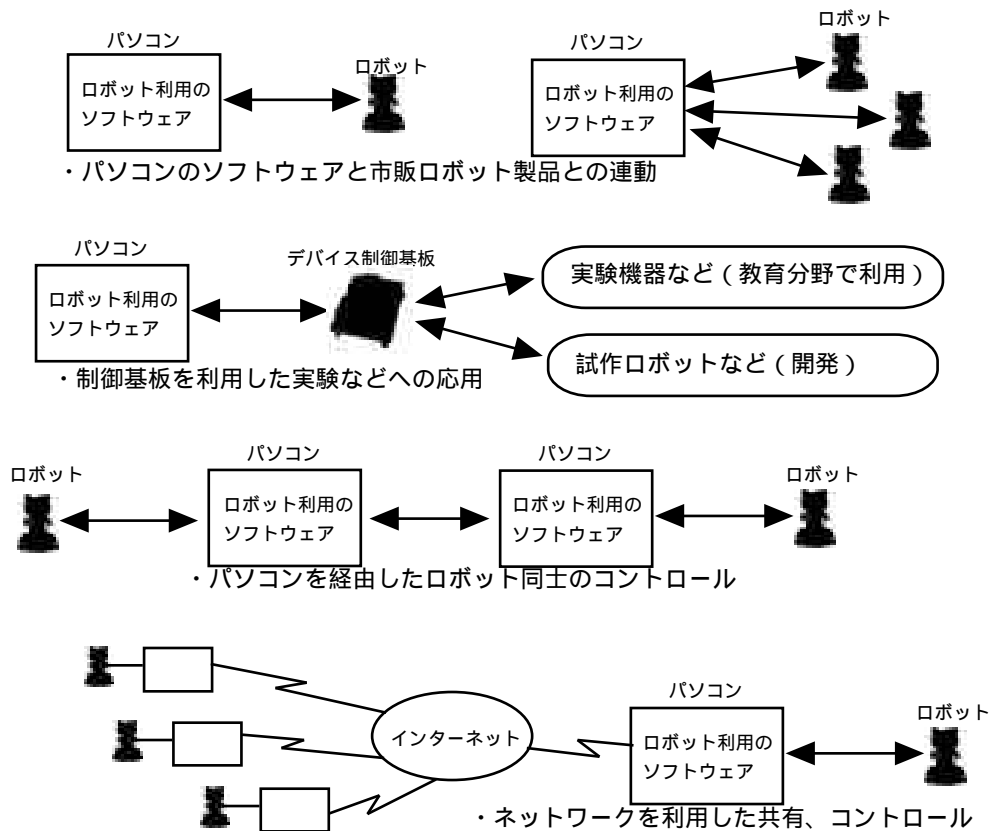 パソコン
ロボット利用の
ソフトウェア
ロボット
パソコン
ロボット利用の
ソフトウェア
ロボット
・パソコンのソフトウェアと市販ロボット製品との連動
パソコン
ロボット利用の
ソフトウェア
デバイス制御基板
実験機器など（教育分野で利用）
試作ロボットなど（開発）
・制御基板を利用した実験などへの応用
ロボット
パソコン
ロボット利用の
ソフトウェア
パソコン
ロボット利用の
ソフトウェア
ロボット
・パソコンを経由したロボット同士のコントロール
インターネット
パソコン
ロボット利用の
ソフトウェア
ロボット
・ネットワークを利用した共有、コントロール